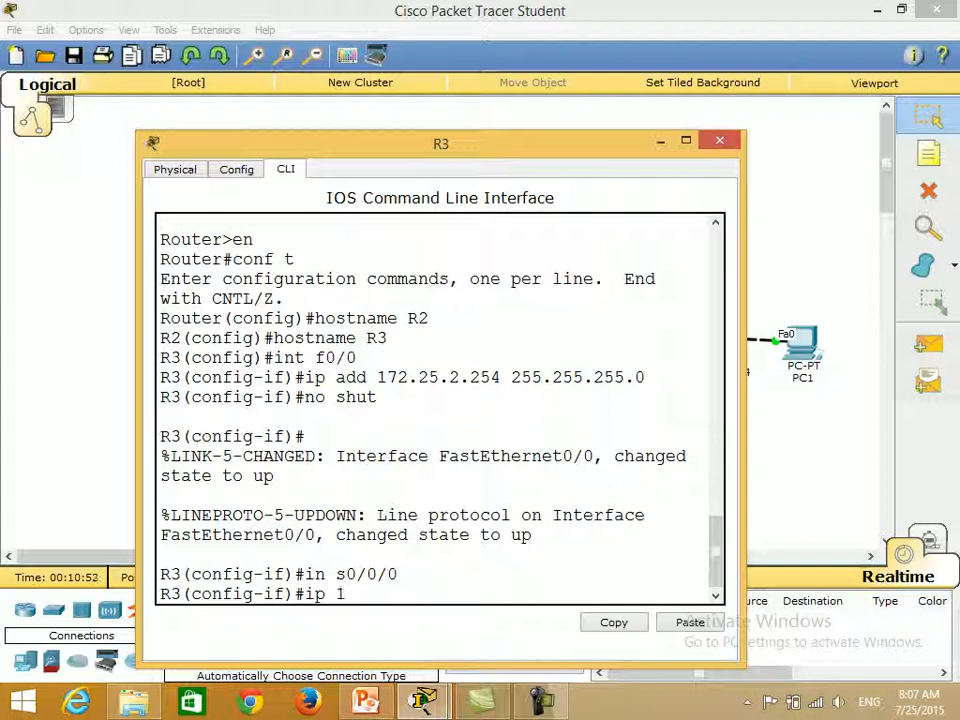 Cisco Packet Tracer Student
File Edit Options View Tools Extensions Help
Logical [Root] New Cluster Move Object Set Tiled Background Viewport
R3
Physical Config CLI
IOS Command Line Interface
Router>en
Router#conf t
Enter configuration commands, one per line.  End
with CNTL/Z.
Router(config)#hostname R2
R2(config)#hostname R3
R3(config)#int f0/0
R3(config-if)#ip add 172.25.2.254 255.255.255.0
R3(config-if)#no shut
R3(config-if)#
%LINK-5-CHANGED: Interface FastEthernet0/0, changed
state to up
%LINEPROTO-5-UPDOWN: Line protocol on Interface
FastEthernet0/0, changed state to up
R3(config-if)#in s0/0/0
R3(config-if)#ip 1
Copy Paste
Fa0
PC-PT
PC1
Time: 00:10:52
Realtime
Destination Type Color
Connections
Automatically Choose Connection Type
Activate Windows
Go to PC settings to activate Windows.
ENG
8:07 AM
7/25/2015